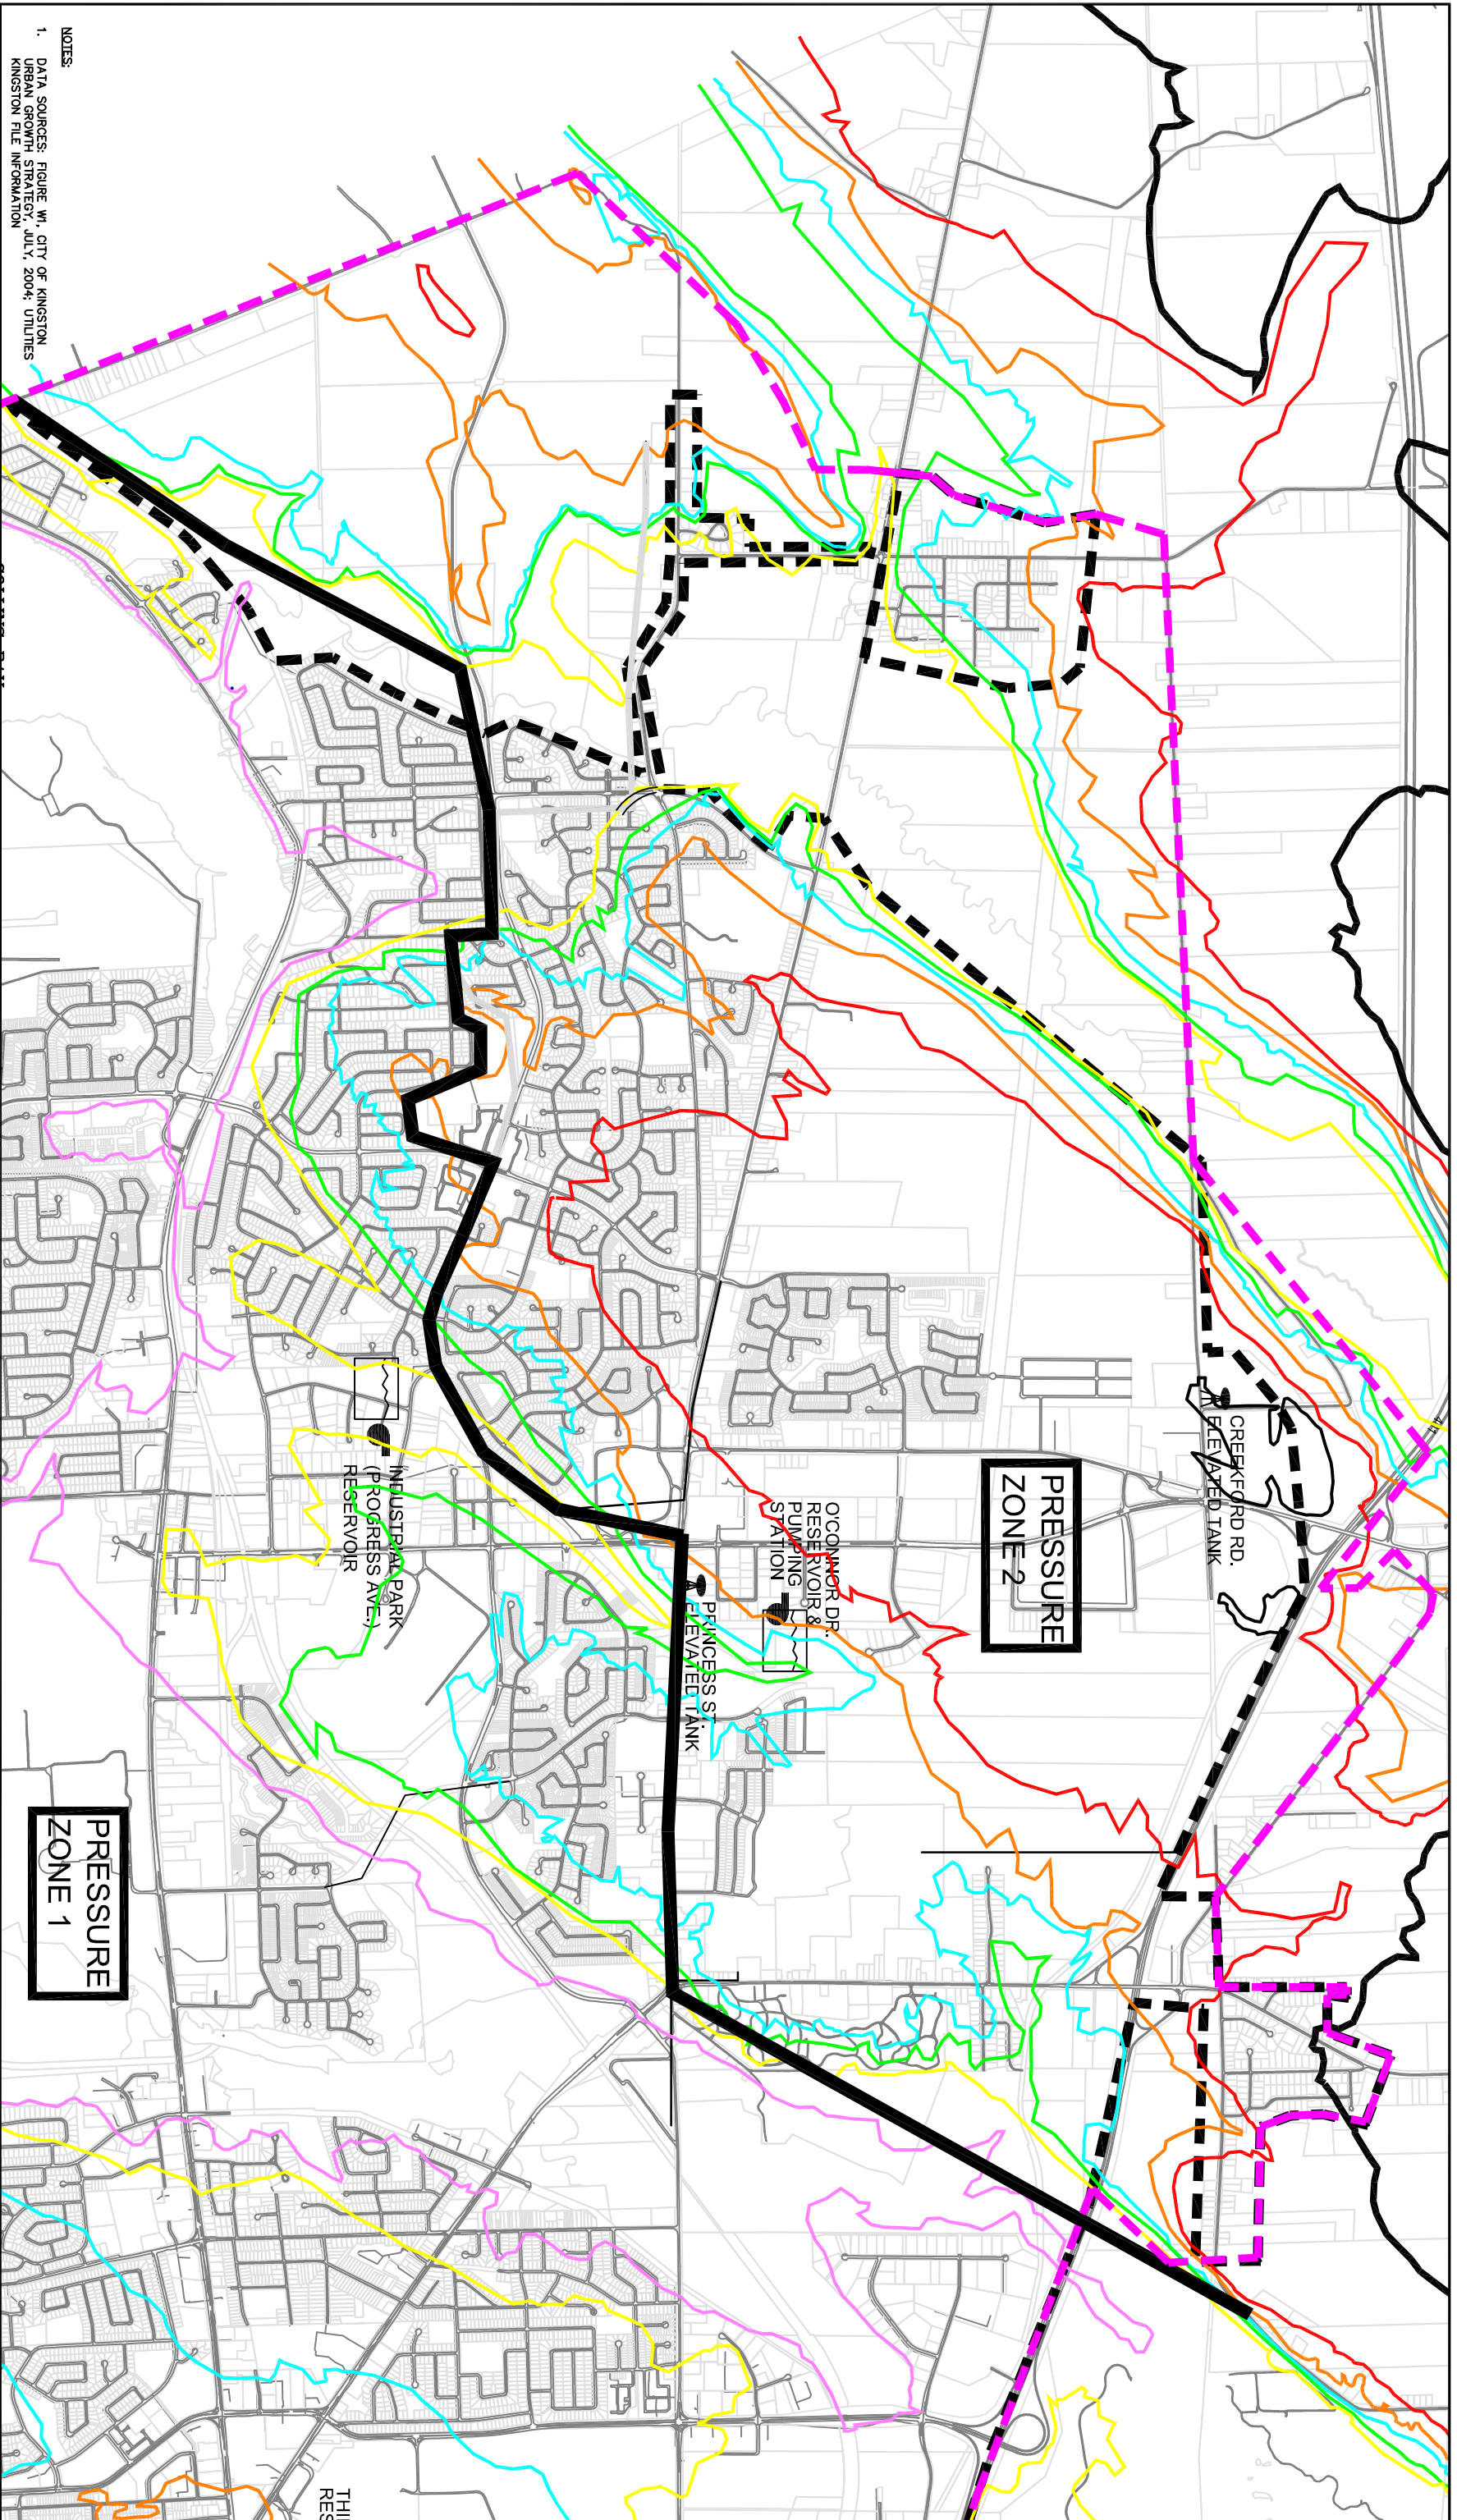 NOTES:
1. DATA SOURCES: FIGURE W1, CITY OF KINGSTON
URBAN GROWTH STRATEGY, JULY, 2004; UTILITIES
KINGSTON FILE INFORMATION
CREEKFORD RD.
ELEVATED TANK
PRESSURE
ZONE 2
O'CONNOR DR.
RESERVOIR &
PUMPING
STATION
PRINCESS ST.
ELEVATED TANK
INDUSTRIAL PARK
(PROGRESS AVE.)
RESERVOIR
PRESSURE
ZONE 1